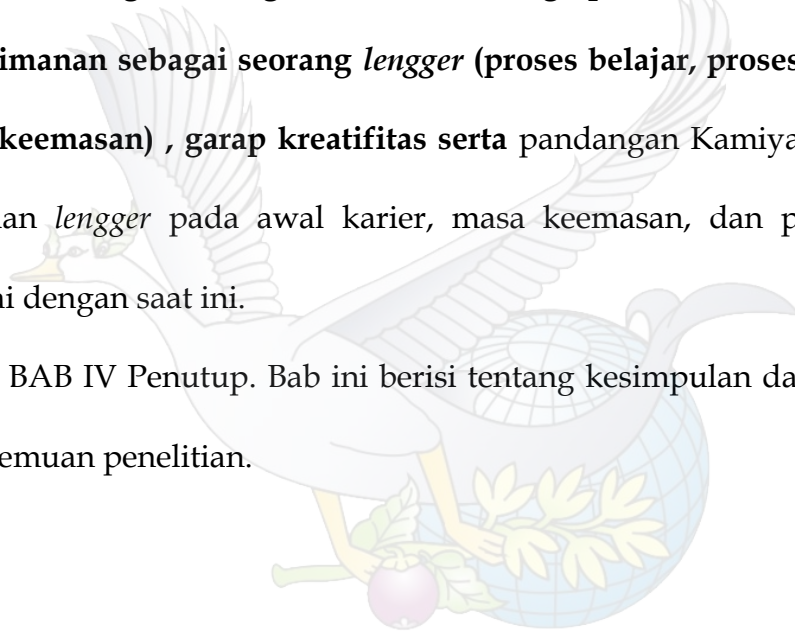 imanan sebagai seorang lengger (proses belajar, proses
keemasan) , garap kreatifitas serta pandangan Kamiya
an lengger pada awal karier, masa keemasan, dan p
i dengan saat ini.
BAB IV Penutup. Bab ini berisi tentang kesimpulan da
emuan penelitian.